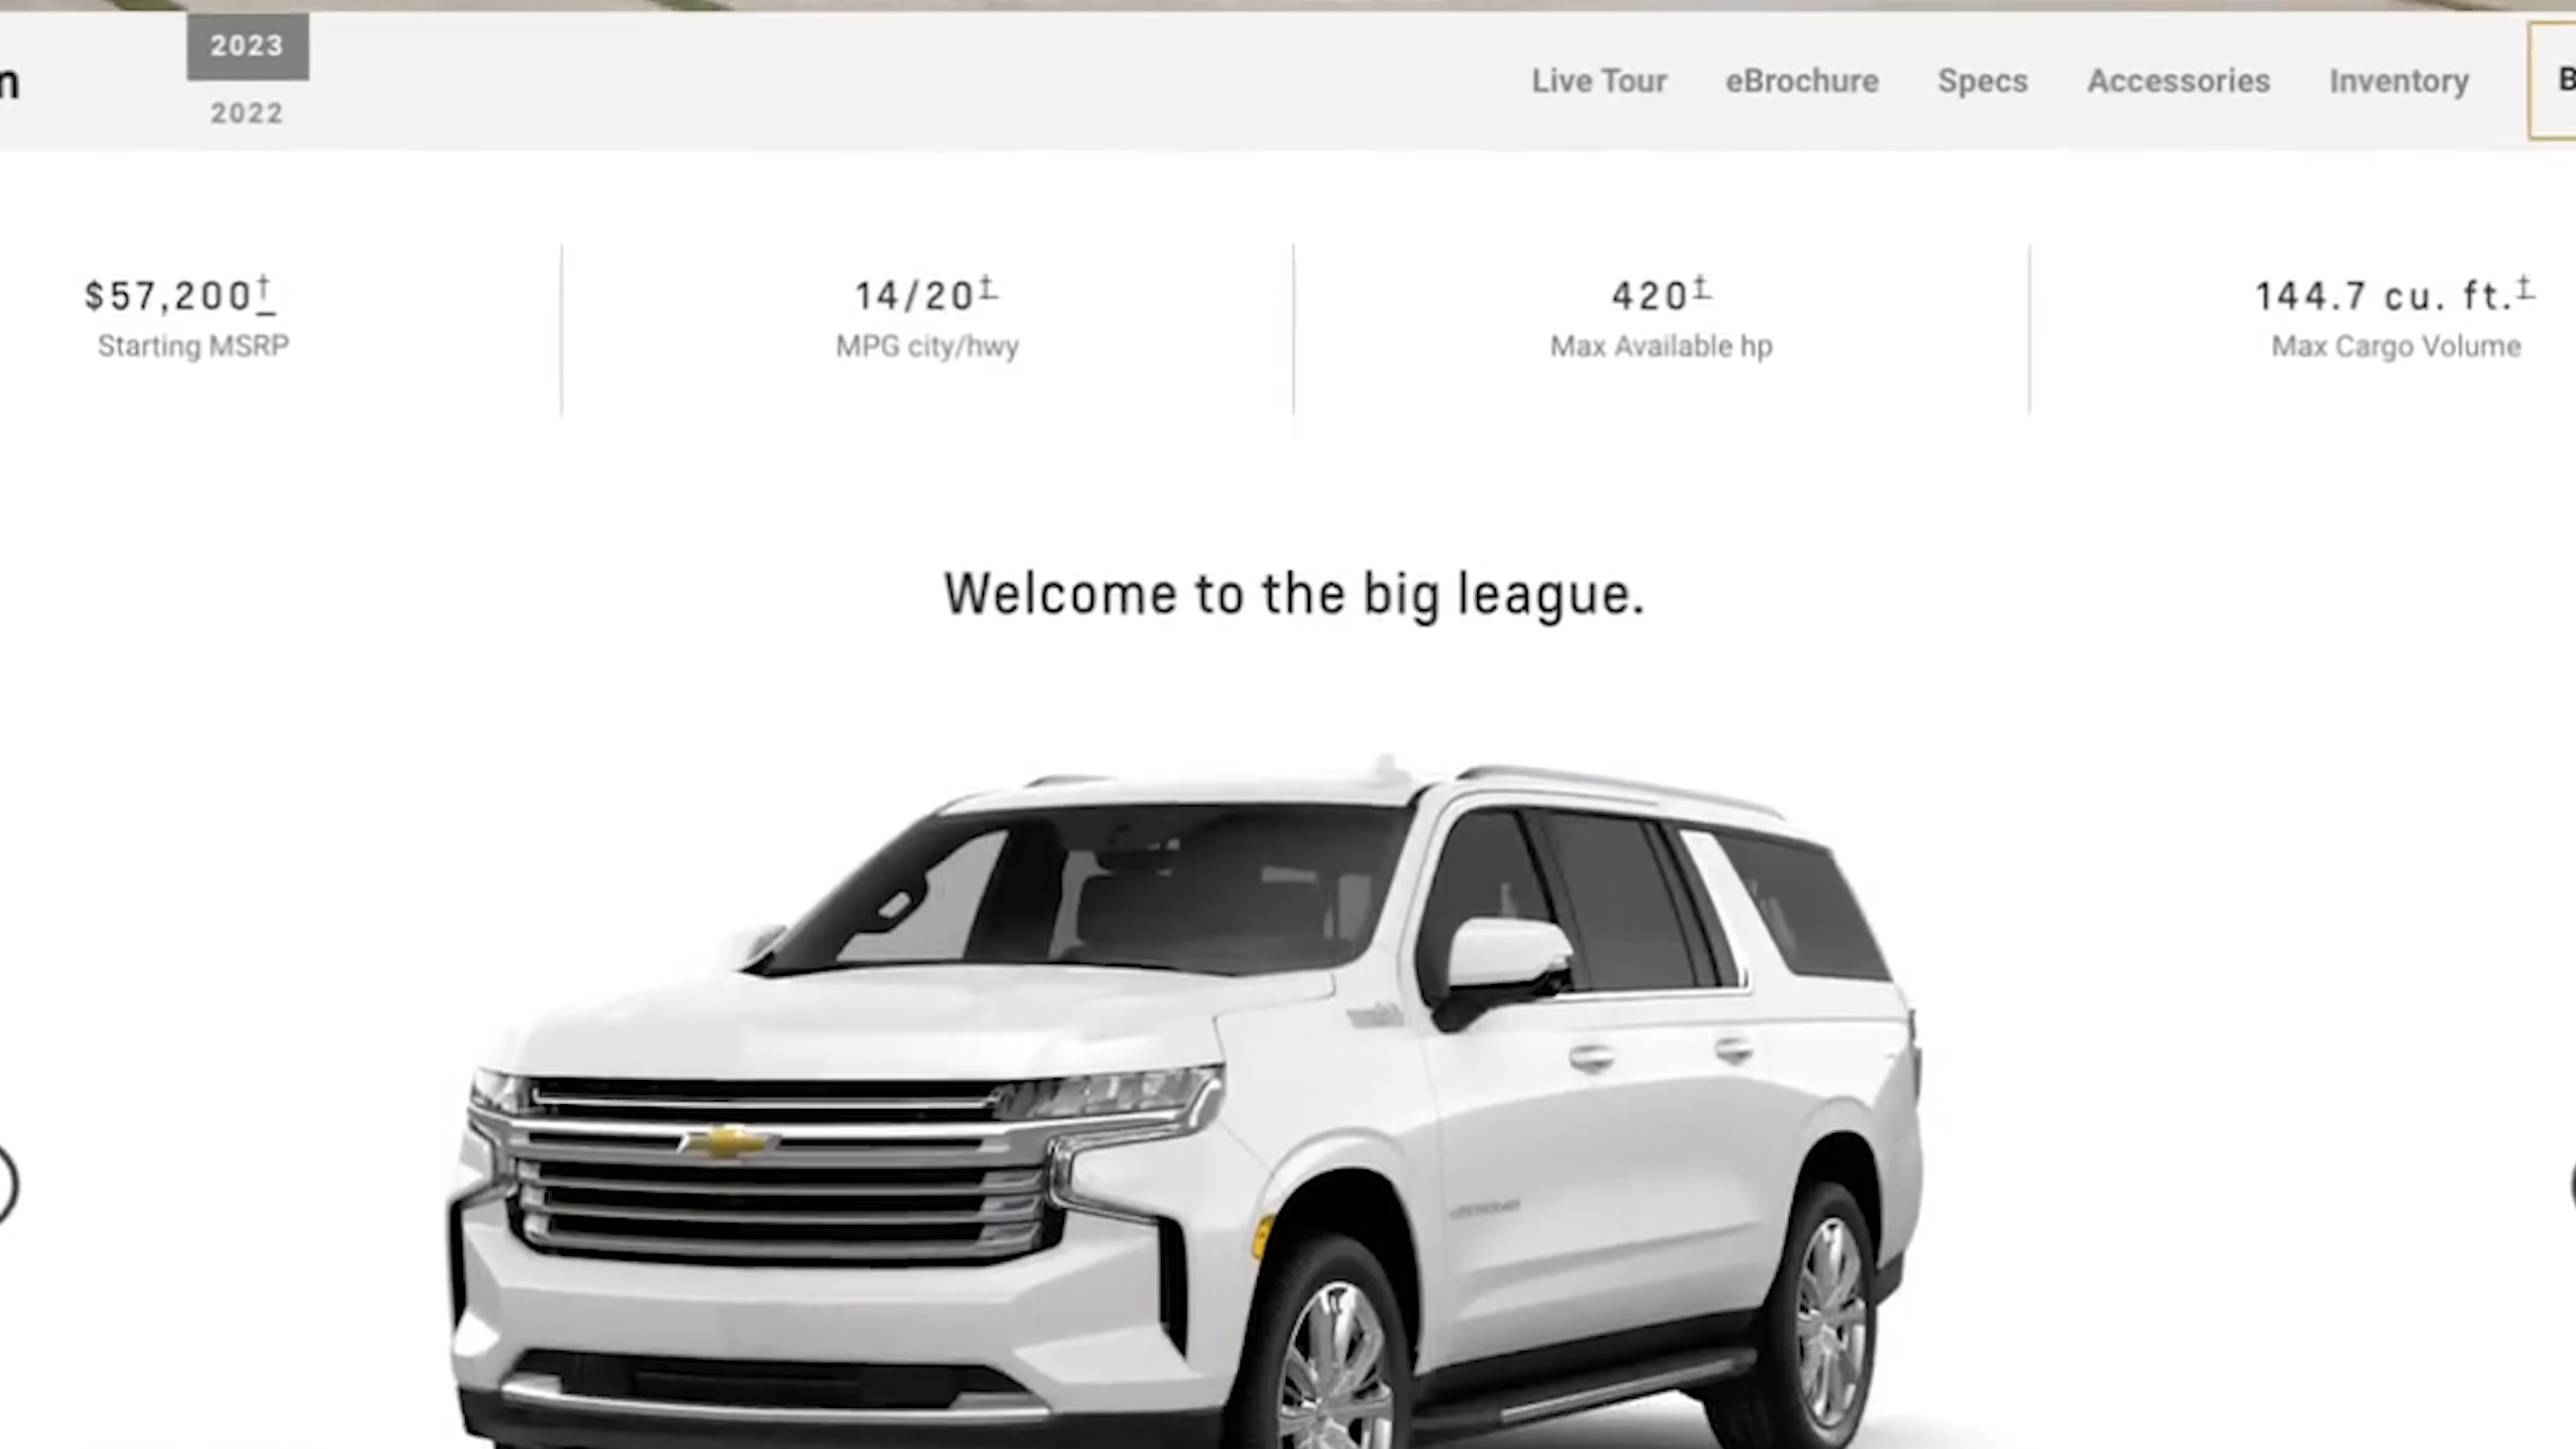 2023
2022
Live Tour eBrochure Specs Accessories Inventory
$57,200†
Starting MSRP
14/20†
MPG city/hwy
420†
Max Available hp
144.7 cu. ft.†
Max Cargo Volume
Welcome to the big league.